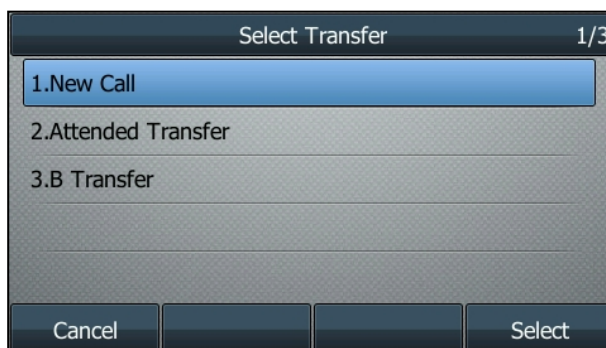 Select Transfer 1/3
1.New Call
2.Attended Transfer
3.B Transfer
Cancel Select